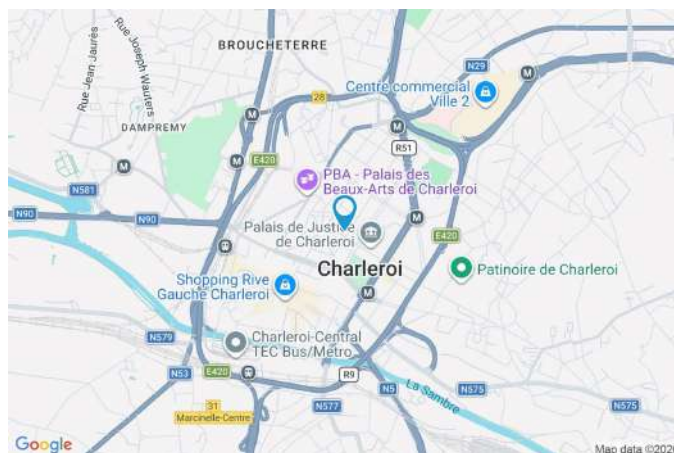 BROUCHETERRE
N29
M
Centre commercial
Ville 2
Rue Jean Jaurès
Rue Joseph Wauters
28
M
M
DAMPREMY
R51
M
M
E420
PBA - Palais des
Beaux-Arts de Charleroi
N581
N90
N90
M
Palais de Justice
de Charleroi
E420
Charleroi
Patinoire de Charleroi
Shopping Rive
Gauche Charleroi
M
N579
Charleroi-Central
TEC Bus/Métro
N53
E420
R9
La Sambre
N5
N575
N575
31
Marcinelle-Centre
N577
Google
Map data ©2026